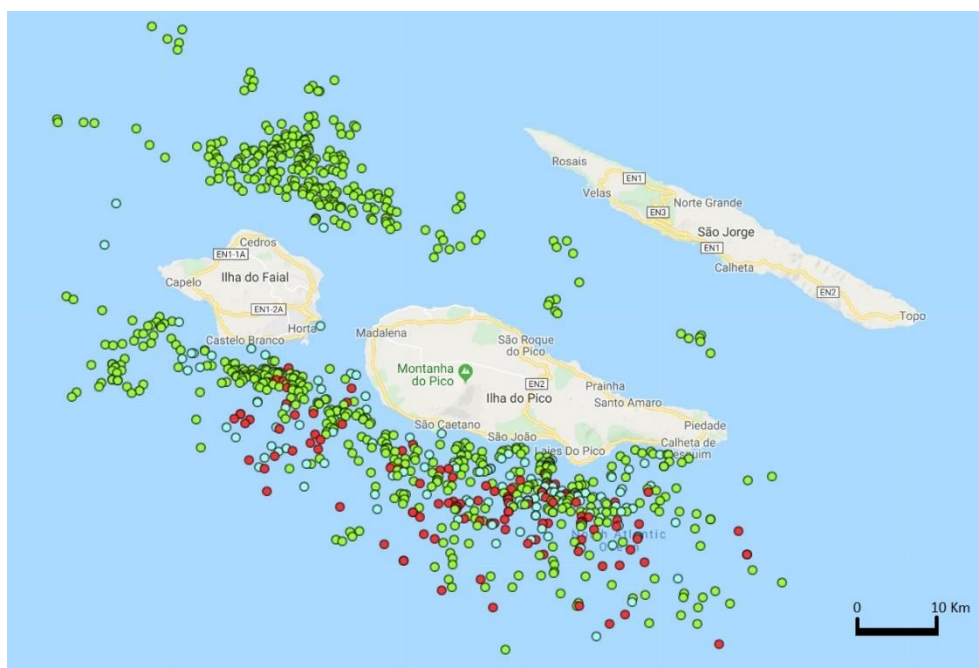 Rosais
EN1
Velas
Norte Grande
EN3
São Jorge
EN1
Calheta
EN2
Topo
Cedros
EN1-1A
Ilha do Faial
Capelo
EN1-2A
Horta
Castelo Branco
Madalena
São Roque
do Pico
Montanha
do Pico
EN2
Ilha do Pico
Prainha
Santo Amaro
São Caetano
São João
Lajes Do Pico
Piedade
Calheta de
North Atlantic
0 10 Km